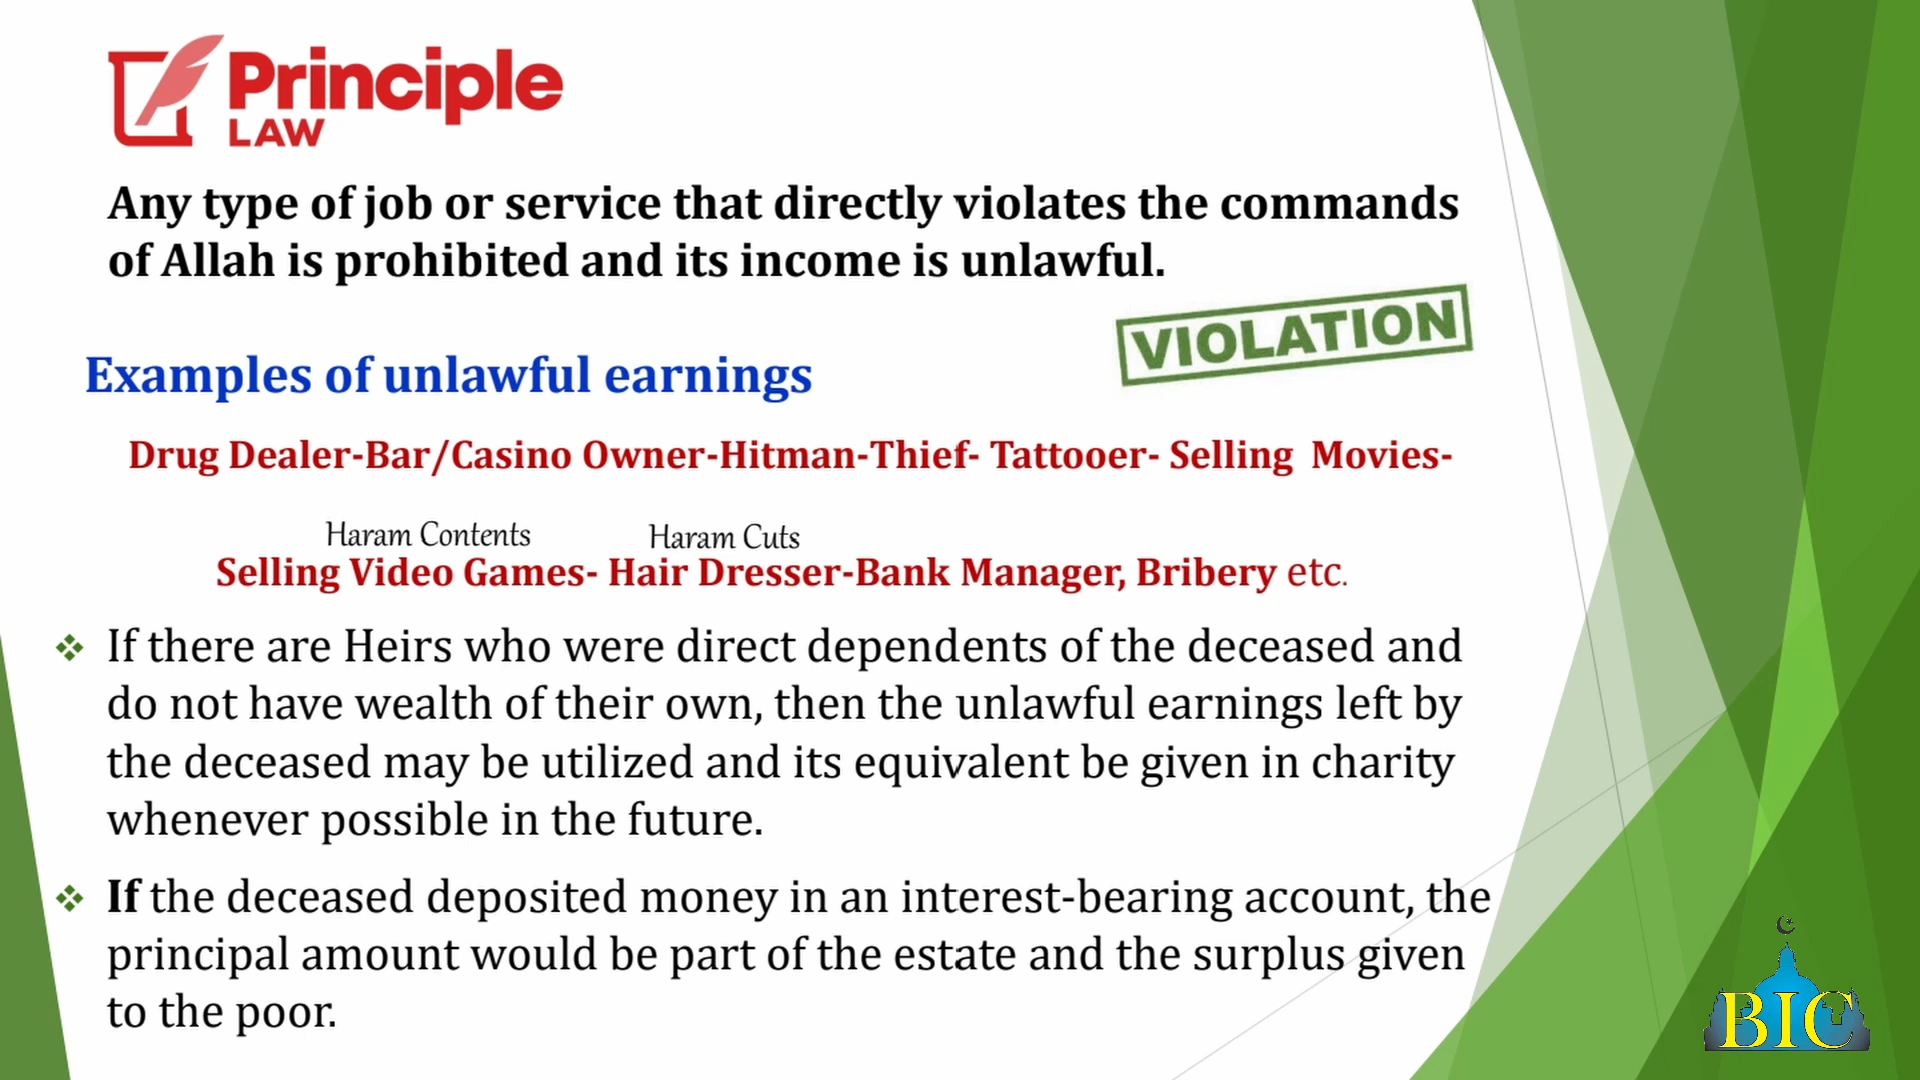 Principle
LAW
Any type of job or service that directly violates the commands
of Allah is prohibited and its income is unlawful.
VIOLATION
Examples of unlawful earnings
Drug Dealer-Bar/Casino Owner-Hitman-Thief- Tattooer- Selling Movies-
Haram Contents Haram Cuts
Selling Video Games- Hair Dresser-Bank Manager, Bribery etc.
❖ If there are Heirs who were direct dependents of the deceased and
do not have wealth of their own, then the unlawful earnings left by
the deceased may be utilized and its equivalent be given in charity
whenever possible in the future.
❖ If the deceased deposited money in an interest-bearing account, the
principal amount would be part of the estate and the surplus given
to the poor.
BIC